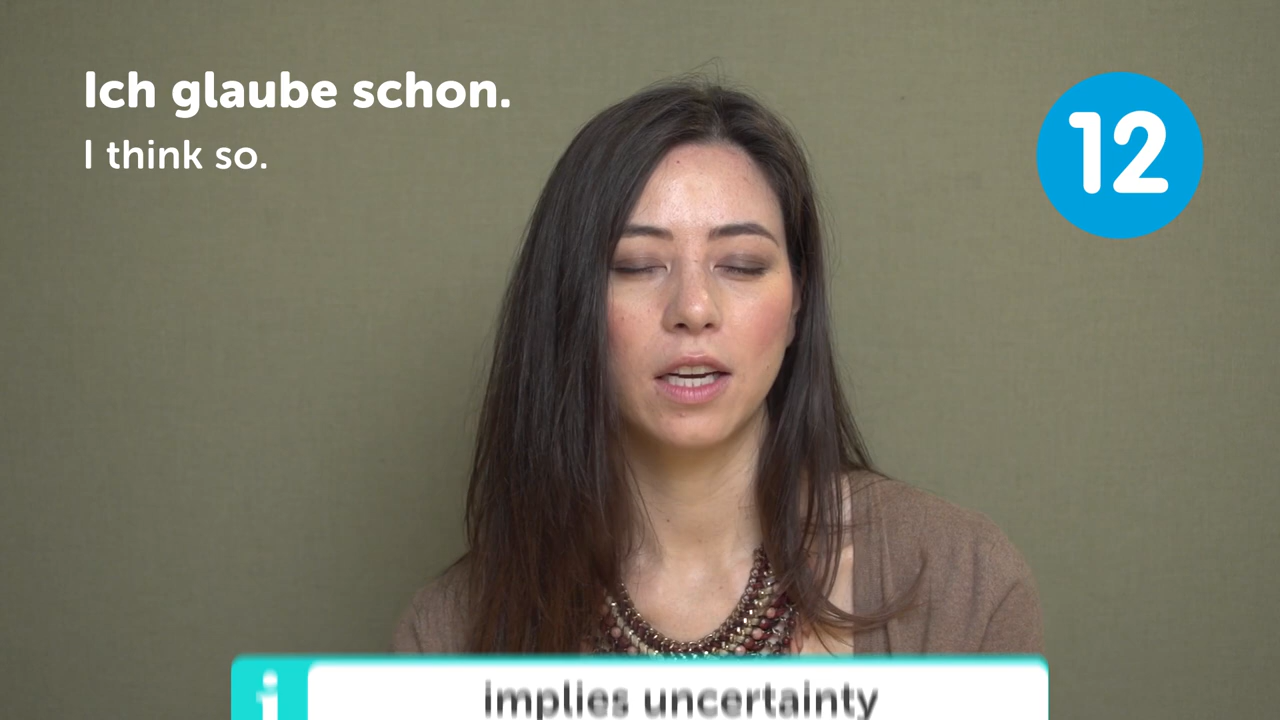 Ich glaube schon.
I think so.
12
i
implies uncertainty